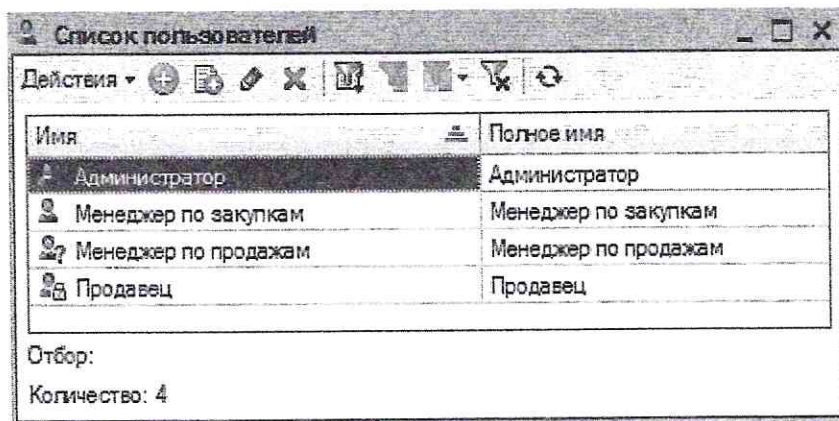 Список пользователей
Действия
Имя Полное имя
Администратор Администратор
Менеджер по закупкам Менеджер по закупкам
Менеджер по продажам Менеджер по продажам
Продавец Продавец
Отбор:
Количество: 4